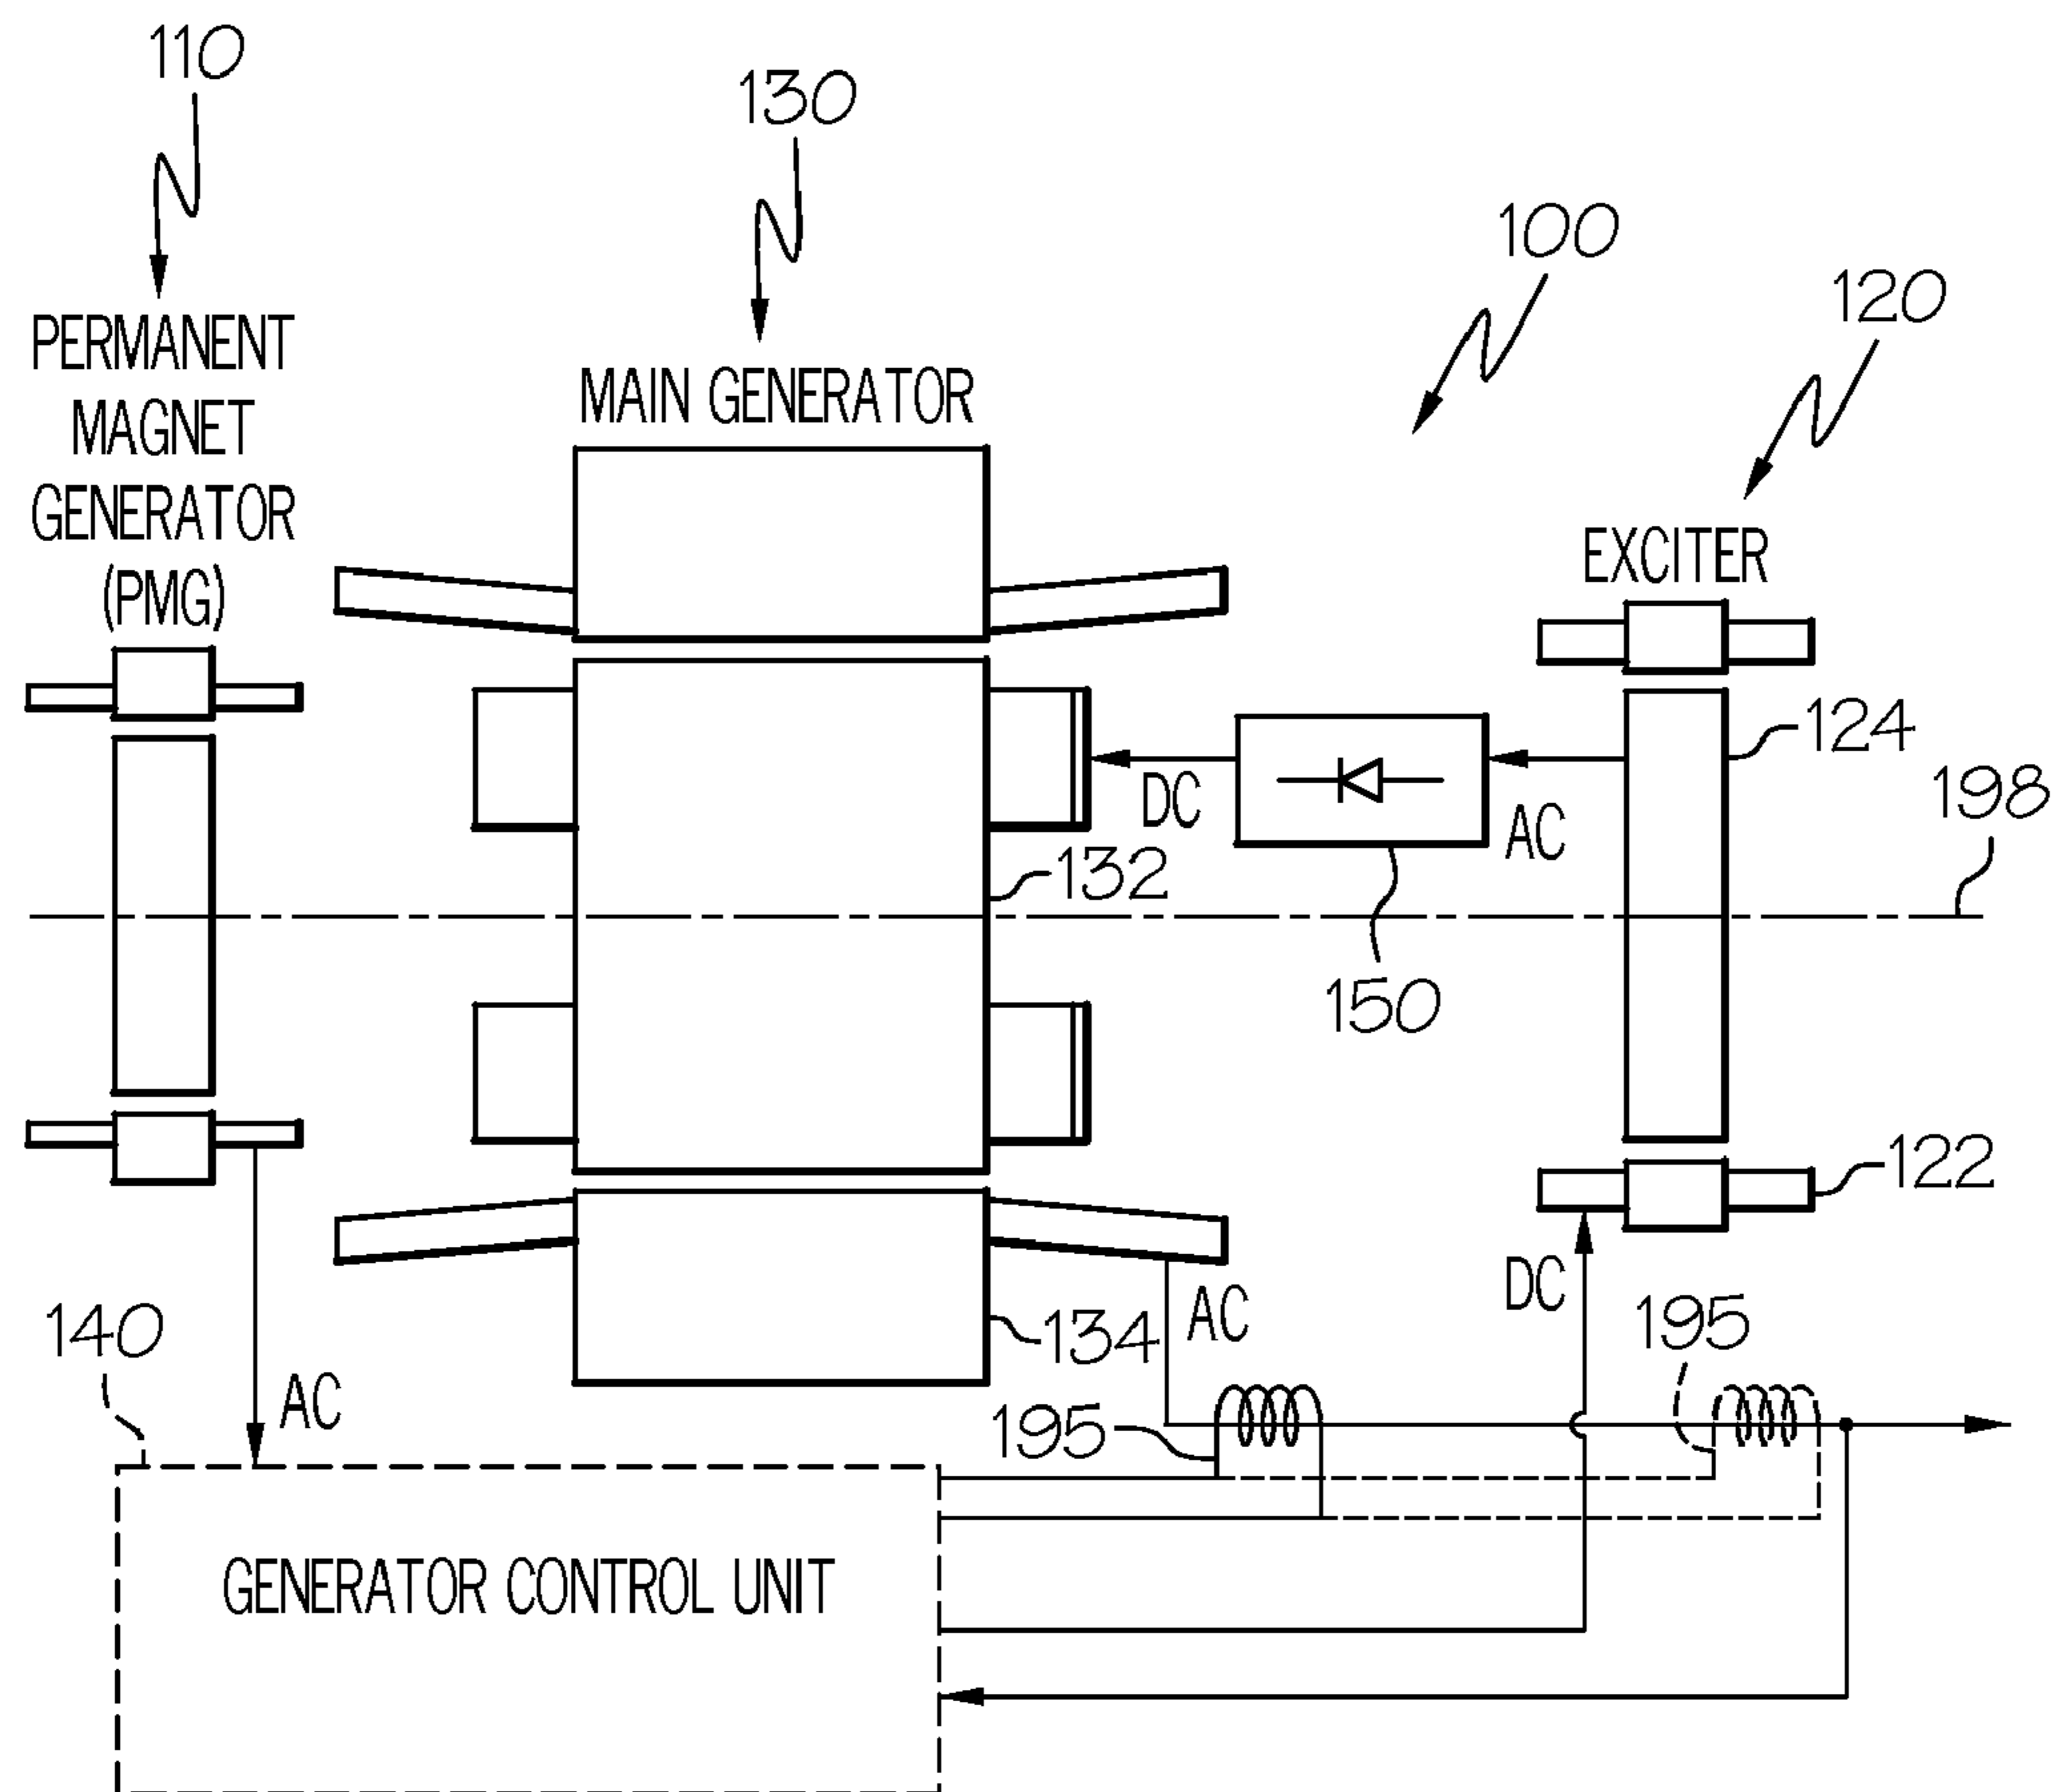 110
130
100
120
PERMANENT
MAGNET
GENERATOR
(PMG)
MAIN GENERATOR
EXCITER
124
198
DC
AC
132
150
122
DC
AC
134
195
140
AC
195
GENERATOR CONTROL UNIT